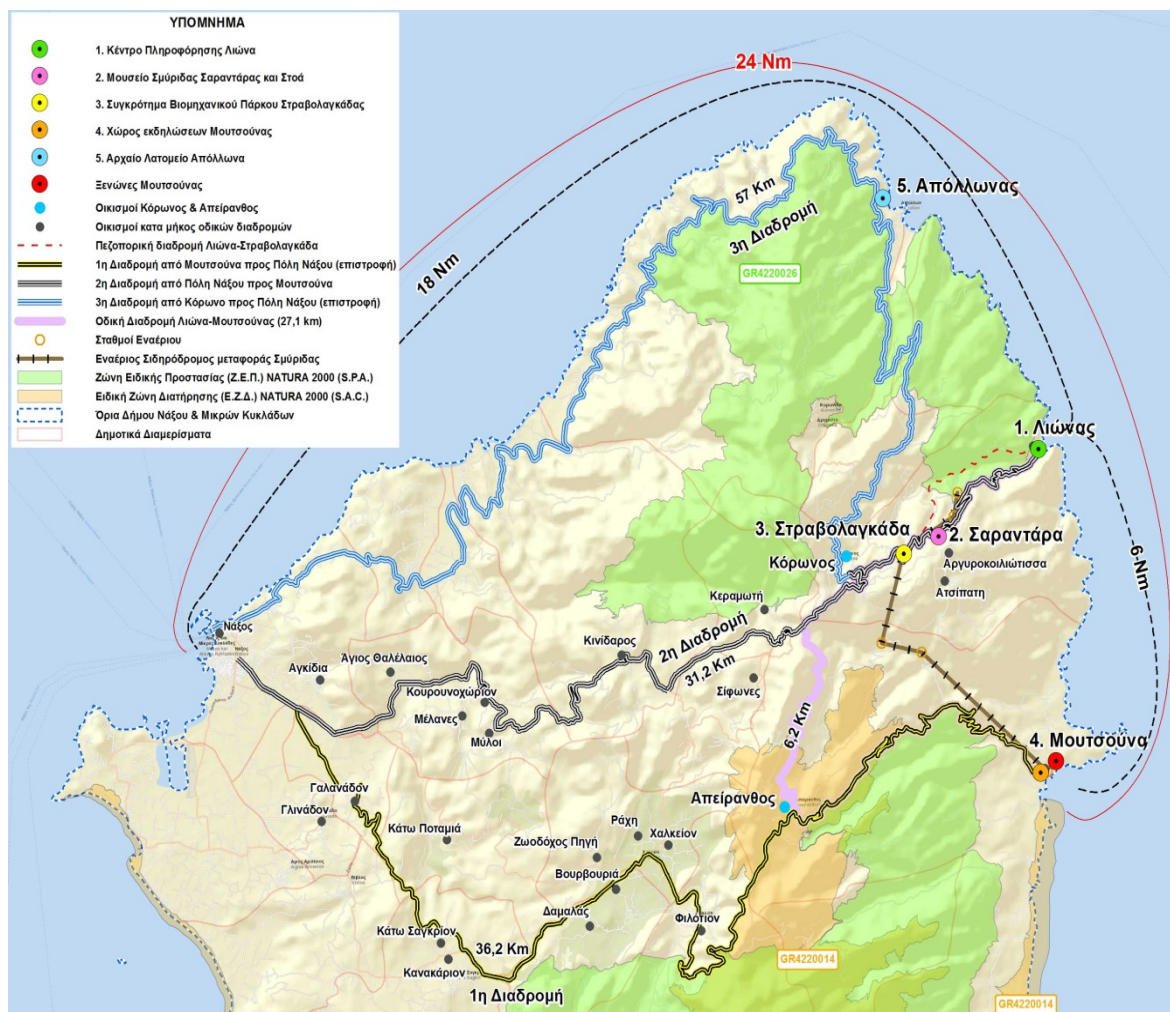 ΥΠΟΜΝΗΜΑ
1. Κέντρο Πληροφόρησης Λιώνα
2. Μουσείο Σμύριδας Σαραντάρας και Στοά
3. Συγκρότημα Βιομηχανικού Πάρκου Στραβολαγκάδας
4. Χώρος εκδηλώσεων Μουτσούνας
5. Αρχαίο Λατομείο Απόλλωνα
Ξενώνες Μουτσούνας
Οικισμοί Κόρωνος & Απείρανθος
Οικισμοί κατα μήκος οδικών διαδρομών
Πεζοπορική διαδρομή Λιώνα-Στραβολαγκάδα
1η Διαδρομή από Μουτσούνα προς Πόλη Νάξου (επιστροφή)
2η Διαδρομή από Πόλη Νάξου προς Μουτσούνα
3η Διαδρομή από Κόρωνο προς Πόλη Νάξου (επιστροφή)
Οδική Διαδρομή Λιώνα-Μουτσούνας (27,1 km)
Σταθμοί Εναέριου
Εναέριος Σιδηρόδρομος μεταφοράς Σμύριδας
Ζώνη Ειδικής Προστασίας (Ζ.Ε.Π.) NATURA 2000 (S.P.A.)
Ειδική Ζώνη Διατήρησης (Ε.Ζ.Δ.) NATURA 2000 (S.A.C.)
Όρια Δήμου Νάξου & Μικρών Κυκλάδων
Δημοτικά Διαμερίσματα
24 Nm
18 Nm
57 Km
3η Διαδρομή
5. Απόλλωνας
GR4220026
1. Λιώνας
6 Nm
3. Στραβολαγκάδα
2. Σαραντάρα
Κόρωνος
Αργυροκοιλιώτισσα
Ατσίπατη
Κεραμωτή
Νάξος
2η Διαδρομή
31,2 Km
Κινίδαρος
Άγιος Θαλέλαιος
Αγκίδια
Σίφωνες
Κουρουνοχώριον
Μέλανες
Μύλοι
6,2 Km
4. Μουτσούνα
Γαλανάδον
Γλινάδον
Απείρανθος
Κάτω Ποταμιά
Ράχη
Χαλκείον
Ζωοδόχος Πηγή
Βουρβουριά
Δαμαλάς
Φιλότιον
Κάτω Σαγκρίον
Κανακάριον
36,2 Km
1η Διαδρομή
GR4220014
GR4220014